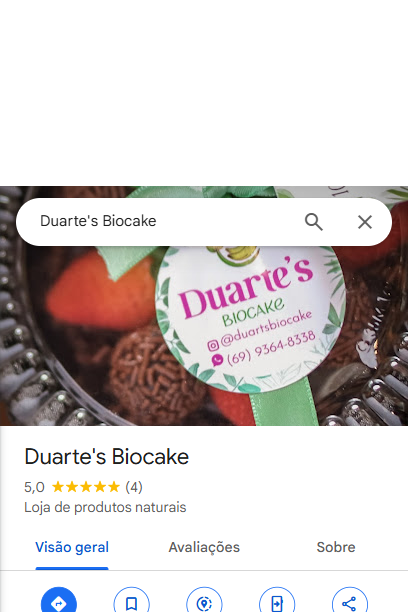 Duarte's Biocake
Duarte's
BIOCAKE
@duartsbiocake
(69) 9364-8338
Duarte's Biocake
5,0 (4)
Loja de produtos naturais
Visão geral
Avaliações
Sobre